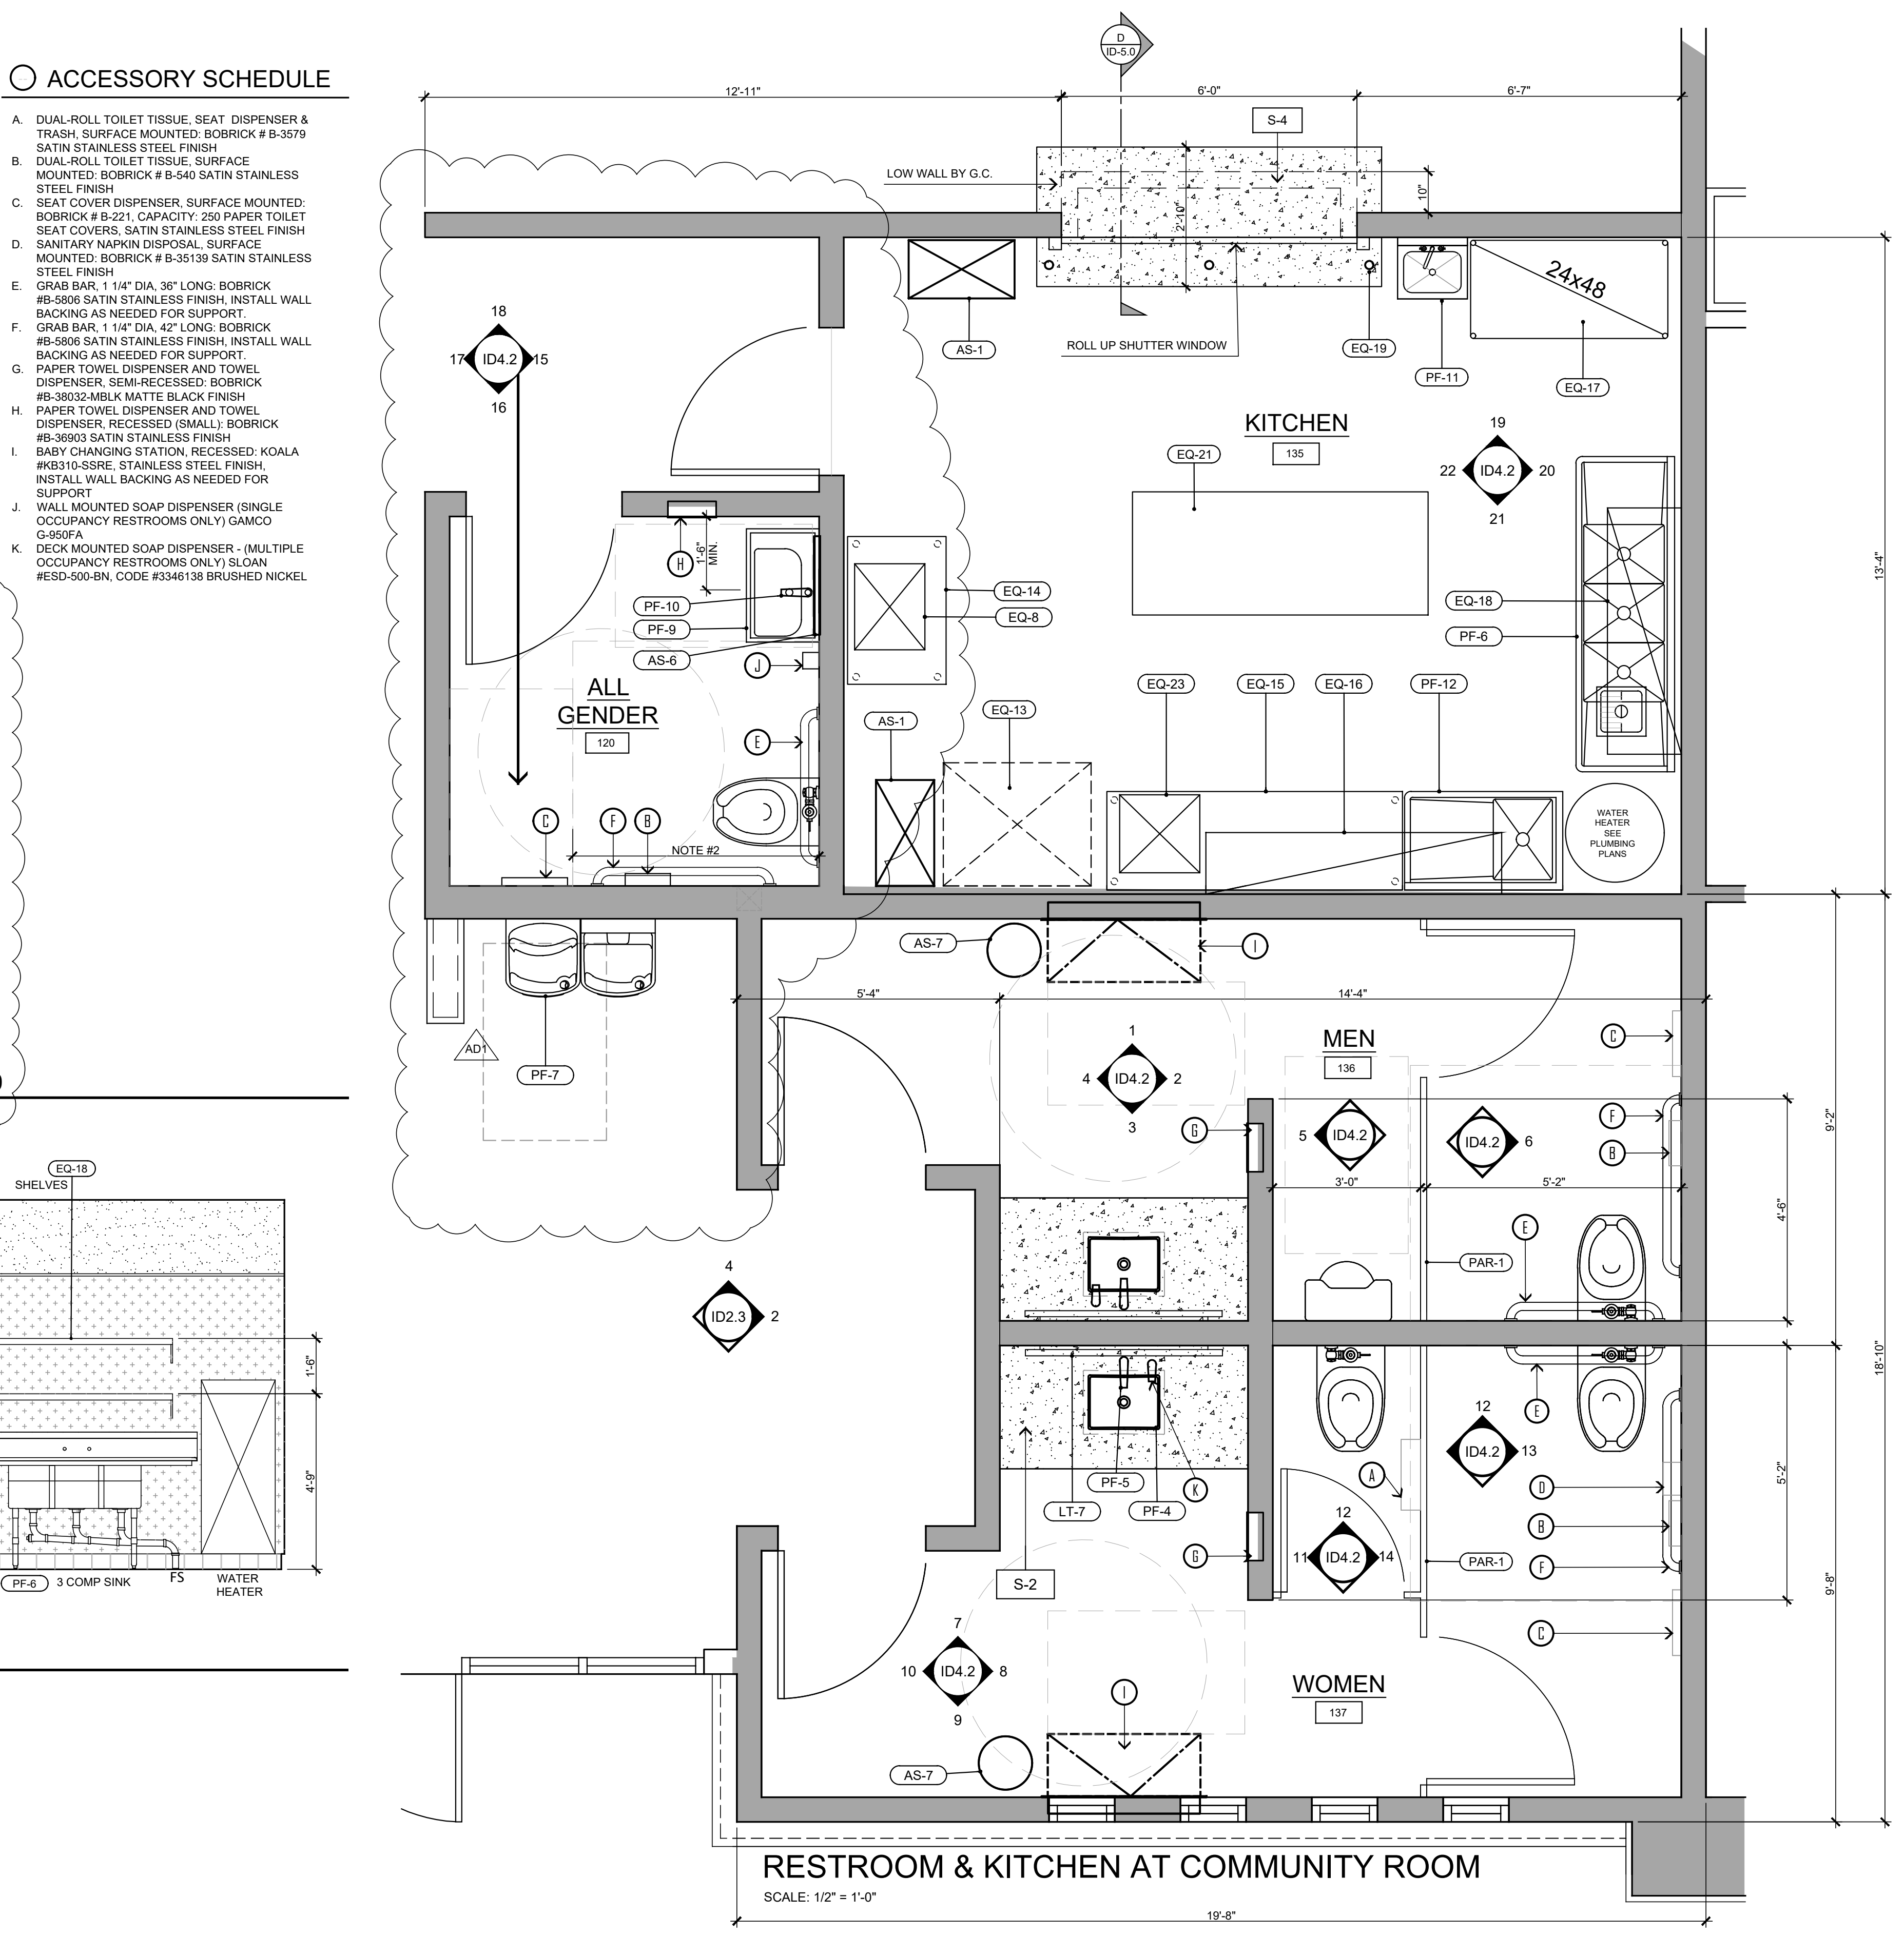 ACCESSORY SCHEDULE
A. DUAL-ROLL TOILET TISSUE, SEAT DISPENSER &
TRASH, SURFACE MOUNTED: BOBRICK # B-3579
SATIN STAINLESS STEEL FINISH
B. DUAL-ROLL TOILET TISSUE, SURFACE
MOUNTED: BOBRICK # B-540 SATIN STAINLESS
STEEL FINISH
C. SEAT COVER DISPENSER, SURFACE MOUNTED:
BOBRICK # B-221, CAPACITY: 250 PAPER TOILET
SEAT COVERS, SATIN STAINLESS STEEL FINISH
D. SANITARY NAPKIN DISPOSAL, SURFACE
MOUNTED: BOBRICK # B-35139 SATIN STAINLESS
STEEL FINISH
E. GRAB BAR, 1 1/4" DIA, 36" LONG: BOBRICK
#B-5806 SATIN STAINLESS FINISH, INSTALL WALL
BACKING AS NEEDED FOR SUPPORT.
F. GRAB BAR, 1 1/4" DIA, 42" LONG: BOBRICK
#B-5806 SATIN STAINLESS FINISH, INSTALL WALL
BACKING AS NEEDED FOR SUPPORT.
G. PAPER TOWEL DISPENSER AND TOWEL
DISPENSER, SEMI-RECESSED: BOBRICK
#B-38032-MBLK MATTE BLACK FINISH
H. PAPER TOWEL DISPENSER AND TOWEL
DISPENSER, RECESSED (SMALL): BOBRICK
#B-36903 SATIN STAINLESS FINISH
I. BABY CHANGING STATION, RECESSED: KOALA
#KB310-SSRE, STAINLESS STEEL FINISH,
INSTALL WALL BACKING AS NEEDED FOR
SUPPORT
J. WALL MOUNTED SOAP DISPENSER (SINGLE
OCCUPANCY RESTROOMS ONLY) GAMCO
G-950FA
K. DECK MOUNTED SOAP DISPENSER - (MULTIPLE
OCCUPANCY RESTROOMS ONLY) SLOAN
#ESD-500-BN, CODE #3346138 BRUSHED NICKEL
EQ-18
SHELVES
1'-6"
4'-9"
PF-6
3 COMP SINK
FS
WATER
HEATER
D
ID-5.0
12'-11"
6'-0"
6'-7"
S-4
LOW WALL BY G.C.
10"
2'-10"
ROLL UP SHUTTER WINDOW
AS-1
EQ-19
PF-11
24x48
EQ-17
18
17 ID4.2 15
16
KITCHEN
135
19
22 ID4.2 20
21
EQ-21
13'-4"
H
1'-6"
MIN.
PF-10
PF-9
AS-6
J
EQ-14
EQ-8
EQ-18
PF-6
ALL
GENDER
120
E
AS-1
EQ-13
EQ-23
EQ-15
EQ-16
PF-12
C
F
B
NOTE #2
WATER
HEATER
SEE
PLUMBING
PLANS
AS-7
I
5'-4"
14'-4"
AD1
PF-7
MEN
136
C
1
4 ID4.2 2
3
G
5 ID4.2
ID4.2 6
F
B
9'-2"
3'-0"
5'-2"
4'-6"
E
PAR-1
4
ID2.3 2
18'-10"
E
12
ID4.2 13
PF-5
K
LT-7
PF-4
A
D
B
5'-2"
G
12
11 ID4.2 14
PAR-1
F
S-2
9'-8"
C
7
10 ID4.2 8
9
I
WOMEN
137
AS-7
RESTROOM & KITCHEN AT COMMUNITY ROOM
SCALE: 1/2" = 1'-0"
19'-8"